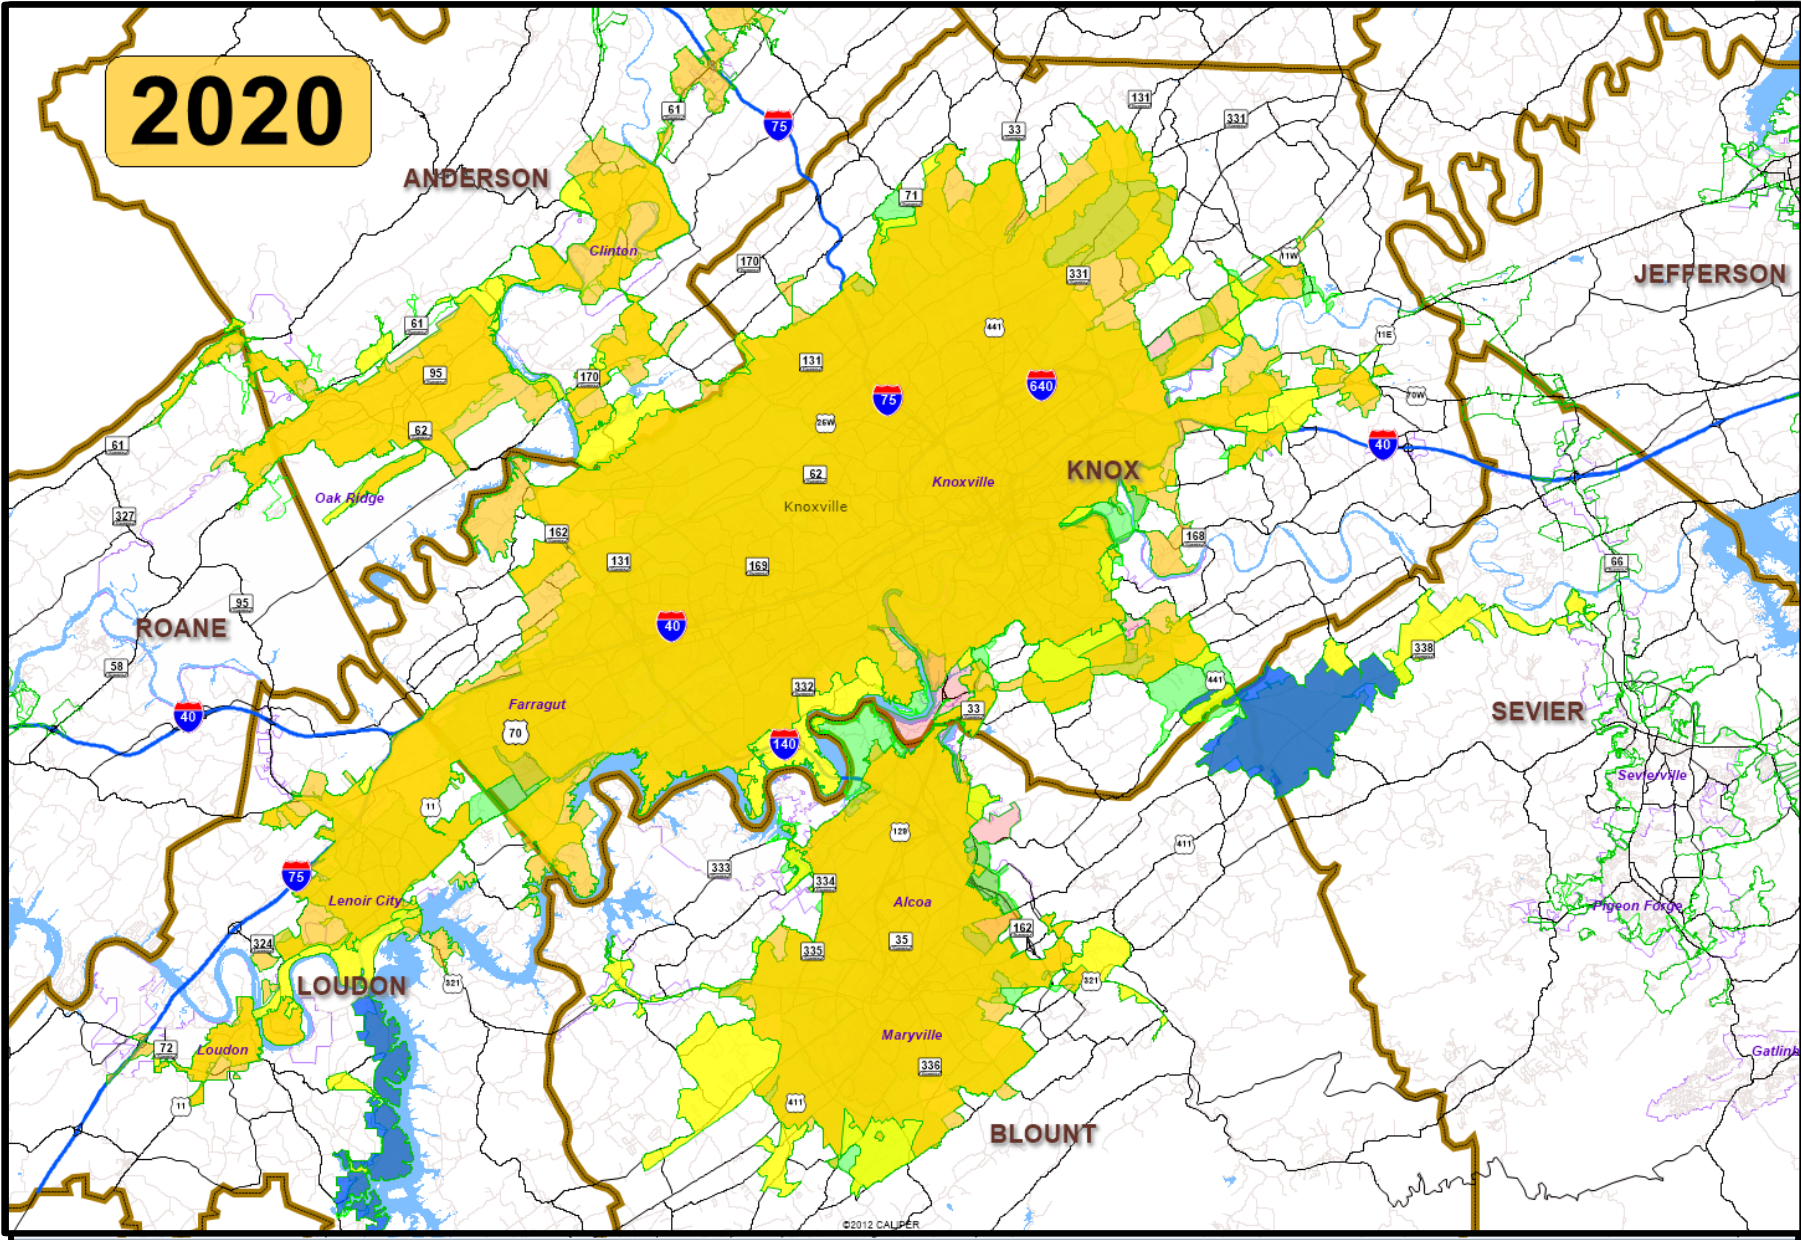 2020
131
61
331
75
33
ANDERSON
71
Clinton
11W
170
JEFFERSON
331
61
441
11E
131
95
170
640
75
70W
26W
62
61
40
KNOX
62
Knoxville
Oak Ridge
Knoxville
327
162
168
131
169
66
95
ROANE
40
338
58
441
332
Farragut
33
SEVIER
40
70
140
Sevierville
11
129
411
333
75
334
Lenoir City
Alcoa
Pigeon Forge
162
324
35
335
321
321
LOUDON
Maryville
72
Loudon
Gatlinb
336
411
11
BLOUNT
©2012 CALIPER